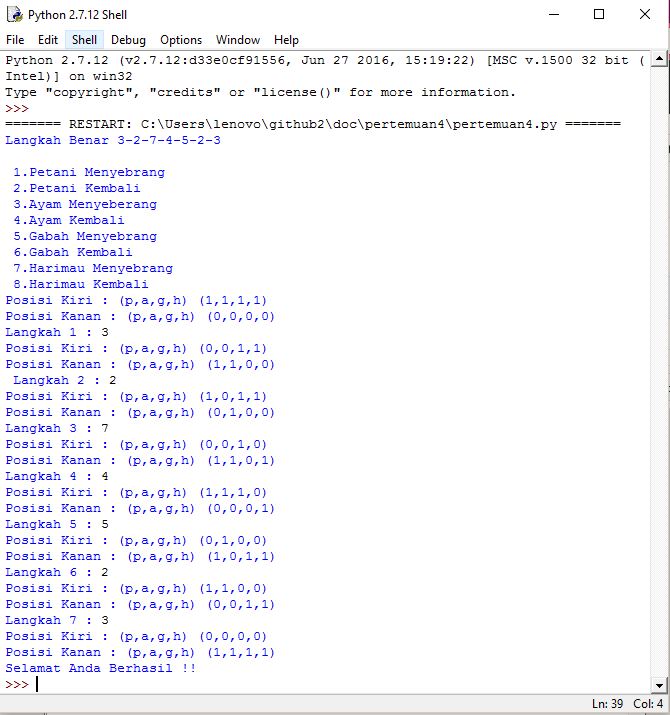 Python 2.7.12 Shell
File Edit Shell Debug Options Window Help
Python 2.7.12 (v2.7.12:d33e0cf91556, Jun 27 2016, 15:19:22) [MSC v.1500 32 bit (
Intel)] on win32
Type "copyright", "credits" or "license()" for more information.
>>>
======= RESTART: C:\Users\lenovo\github2\doc\pertemuan4\pertemuan4.py =======
Langkah Benar 3-2-7-4-5-2-3
1.Petani Menyebrang
2.Petani Kembali
3.Ayam Menyeberang
4.Ayam Kembali
5.Gabah Menyebrang
6.Gabah Kembali
7.Harimau Menyebrang
8.Harimau Kembali
Posisi Kiri : (p,a,g,h) (1,1,1,1)
Posisi Kanan : (p,a,g,h) (0,0,0,0)
Langkah 1 : 3
Posisi Kiri : (p,a,g,h) (0,0,1,1)
Posisi Kanan : (p,a,g,h) (1,1,0,0)
Langkah 2 : 2
Posisi Kiri : (p,a,g,h) (1,0,1,1)
Posisi Kanan : (p,a,g,h) (0,1,0,0)
Langkah 3 : 7
Posisi Kiri : (p,a,g,h) (0,0,1,0)
Posisi Kanan : (p,a,g,h) (1,1,0,1)
Langkah 4 : 4
Posisi Kiri : (p,a,g,h) (1,1,1,0)
Posisi Kanan : (p,a,g,h) (0,0,0,1)
Langkah 5 : 5
Posisi Kiri : (p,a,g,h) (0,1,0,0)
Posisi Kanan : (p,a,g,h) (1,0,1,1)
Langkah 6 : 2
Posisi Kiri : (p,a,g,h) (1,1,0,0)
Posisi Kanan : (p,a,g,h) (0,0,1,1)
Langkah 7 : 3
Posisi Kiri : (p,a,g,h) (0,0,0,0)
Posisi Kanan : (p,a,g,h) (1,1,1,1)
Selamat Anda Berhasil !!
>>>
Ln: 39 Col: 4